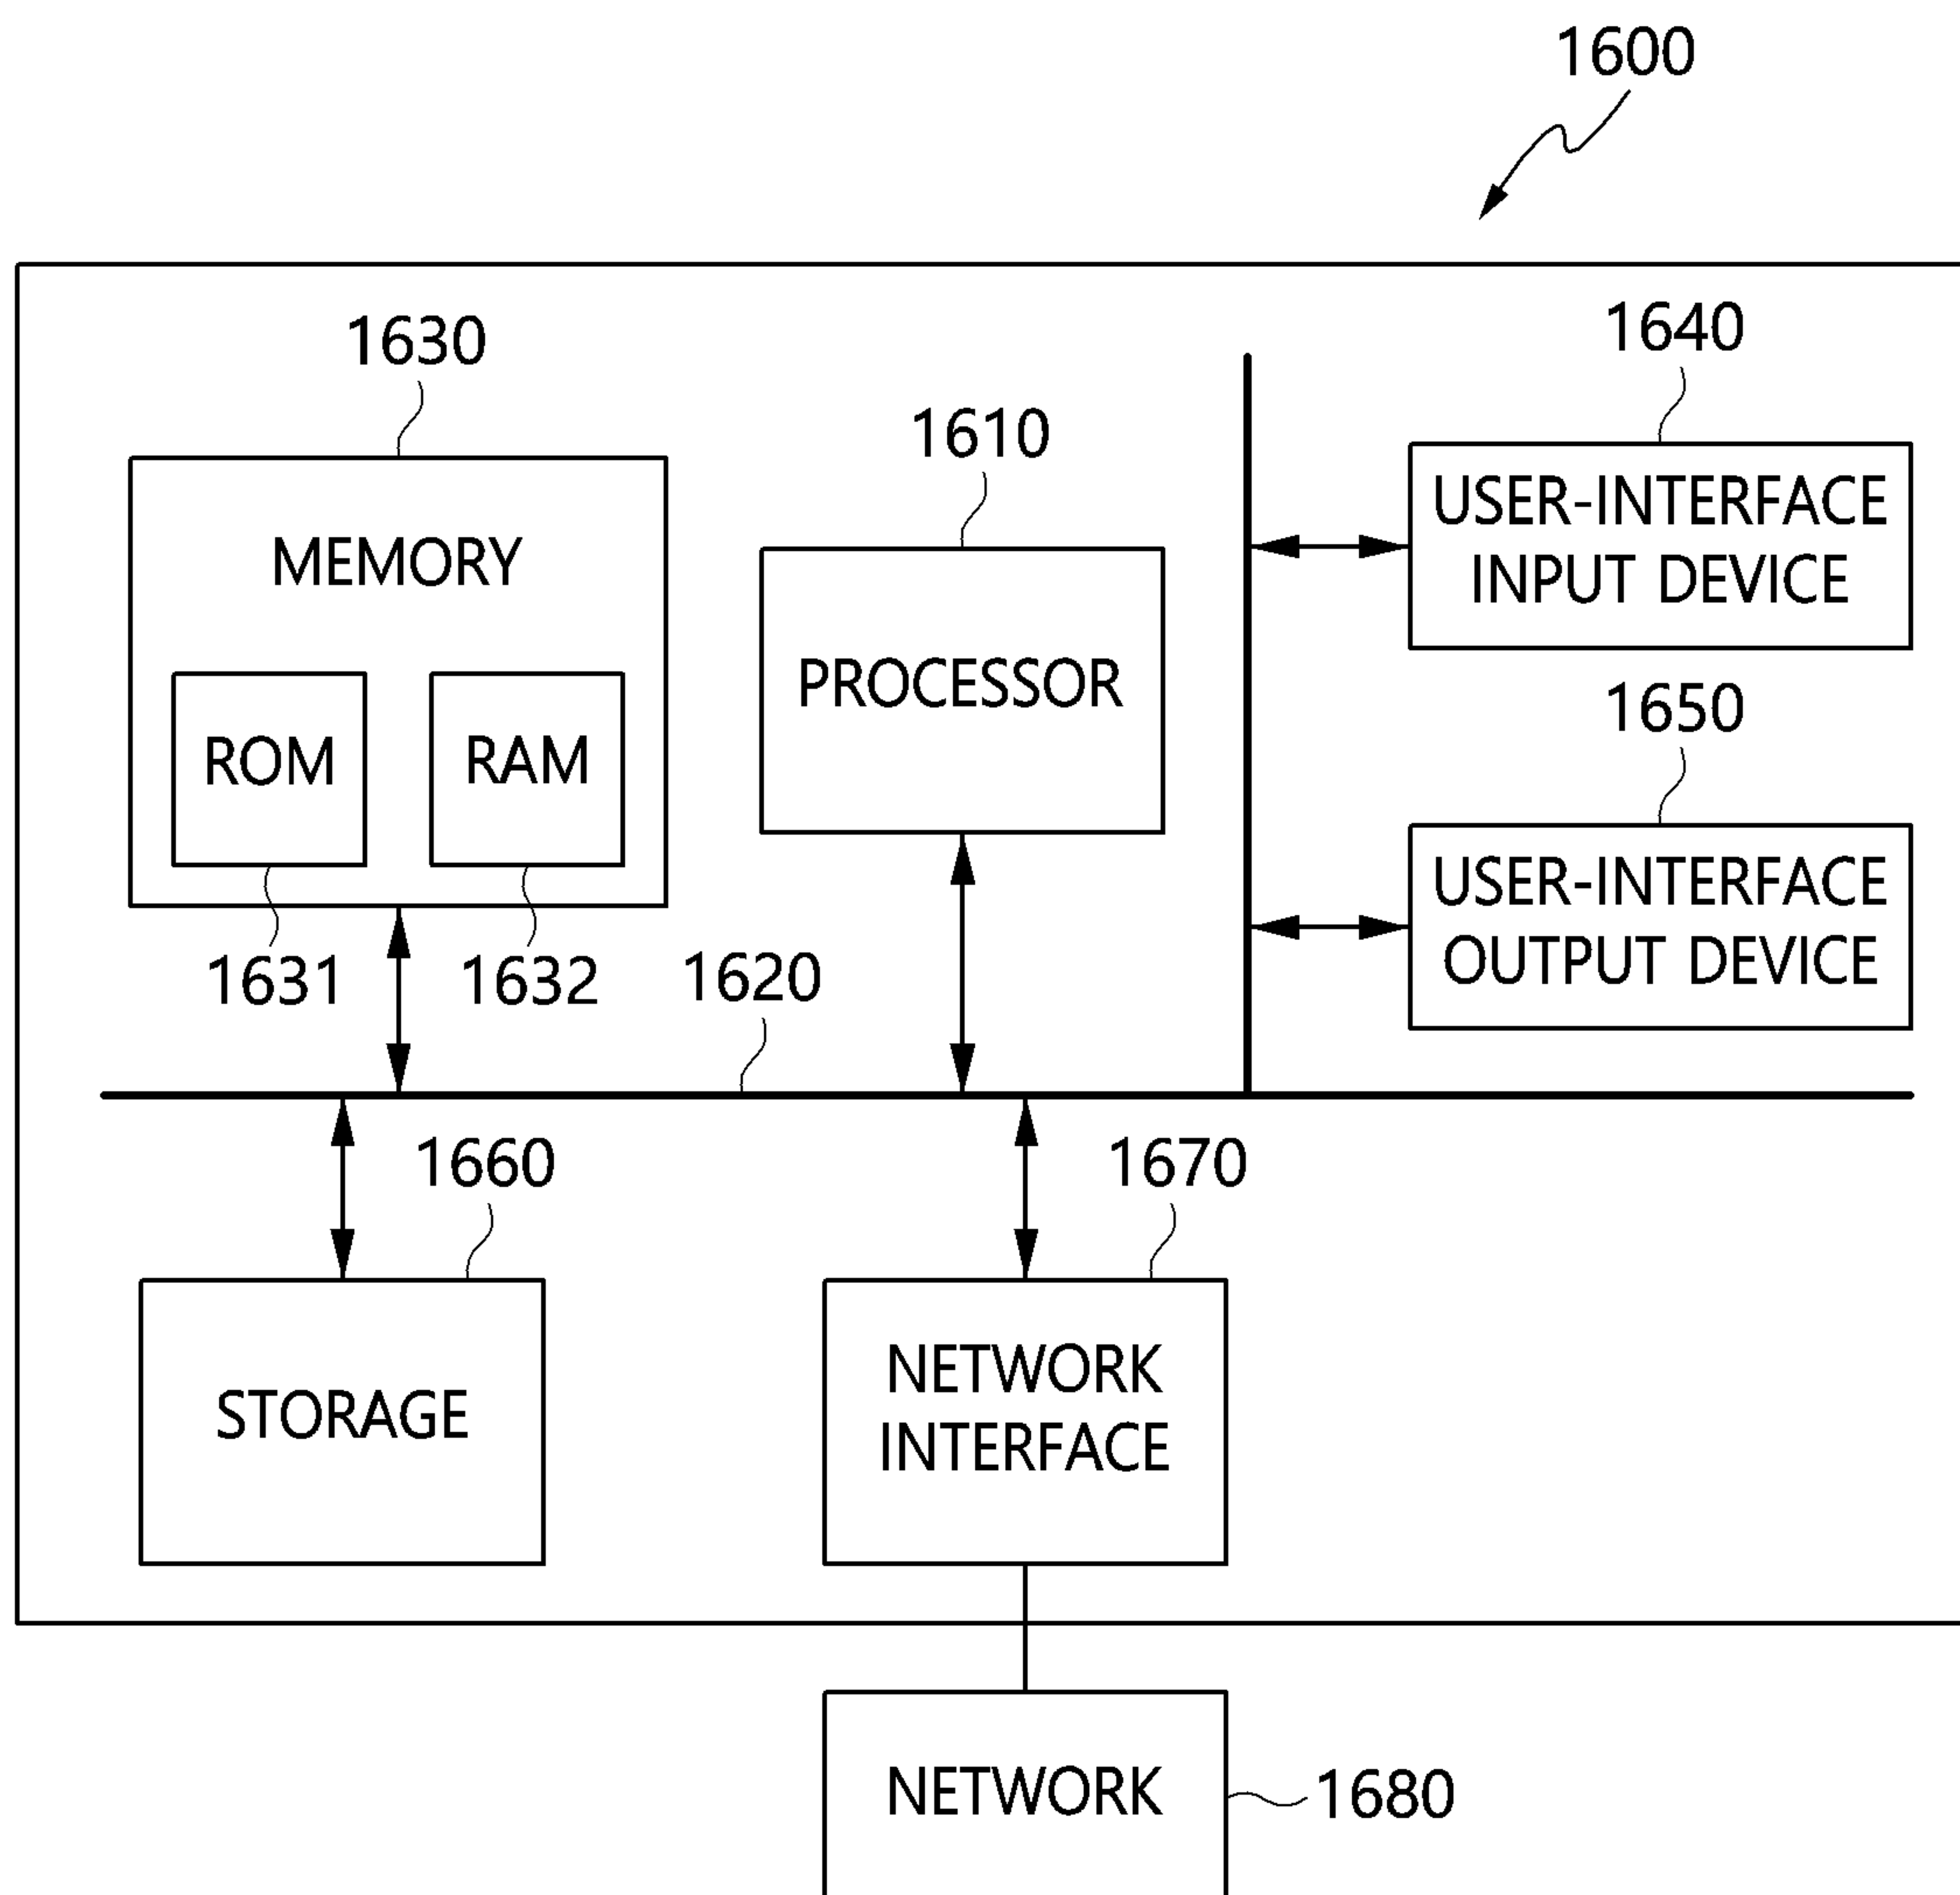 1600
1630
1610
1640
MEMORY
ROM
RAM
PROCESSOR
USER-INTERFACE
INPUT DEVICE
1650
USER-INTERFACE
OUTPUT DEVICE
1631
1632
1620
1660
1670
STORAGE
NETWORK
INTERFACE
NETWORK
1680